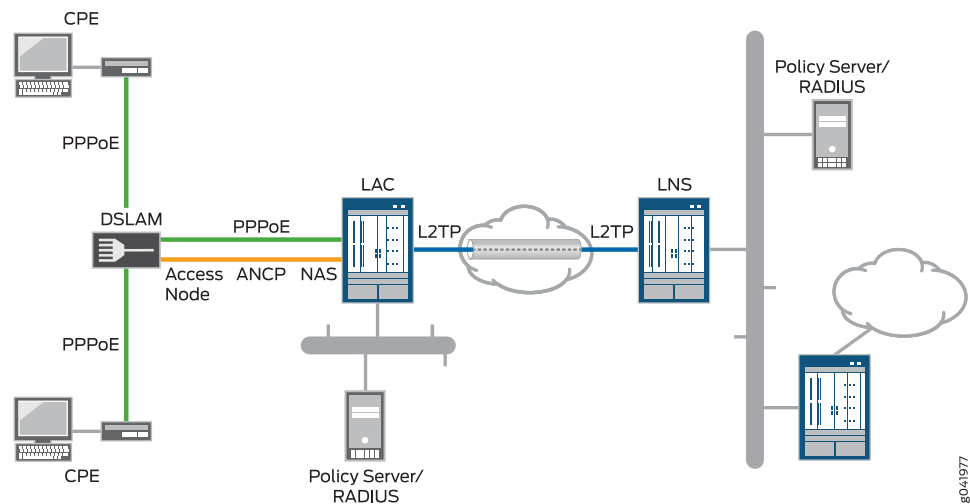 CPE
Policy Server/
RADIUS
PPPoE
LAC
LNS
DSLAM
PPPoE
L2TP
L2TP
Access
Node
ANCP
NAS
PPPoE
CPE
Policy Server/
RADIUS
g041977